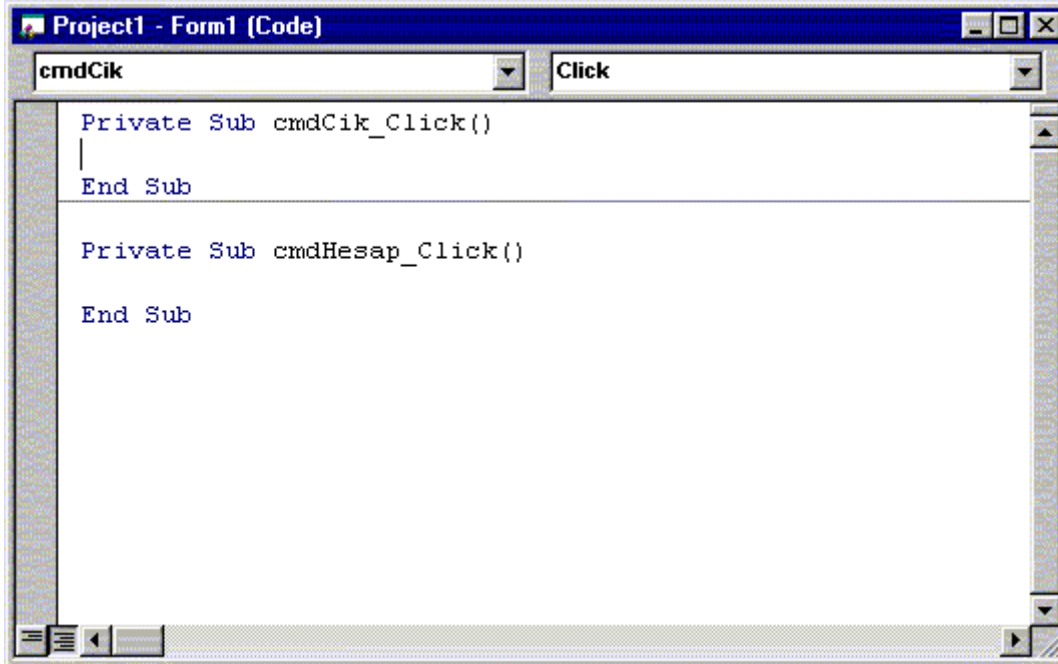 Project1 - Form1 (Code)
cmdCik Click
Private Sub cmdCik_Click()
End Sub
Private Sub cmdHesap_Click()
End Sub